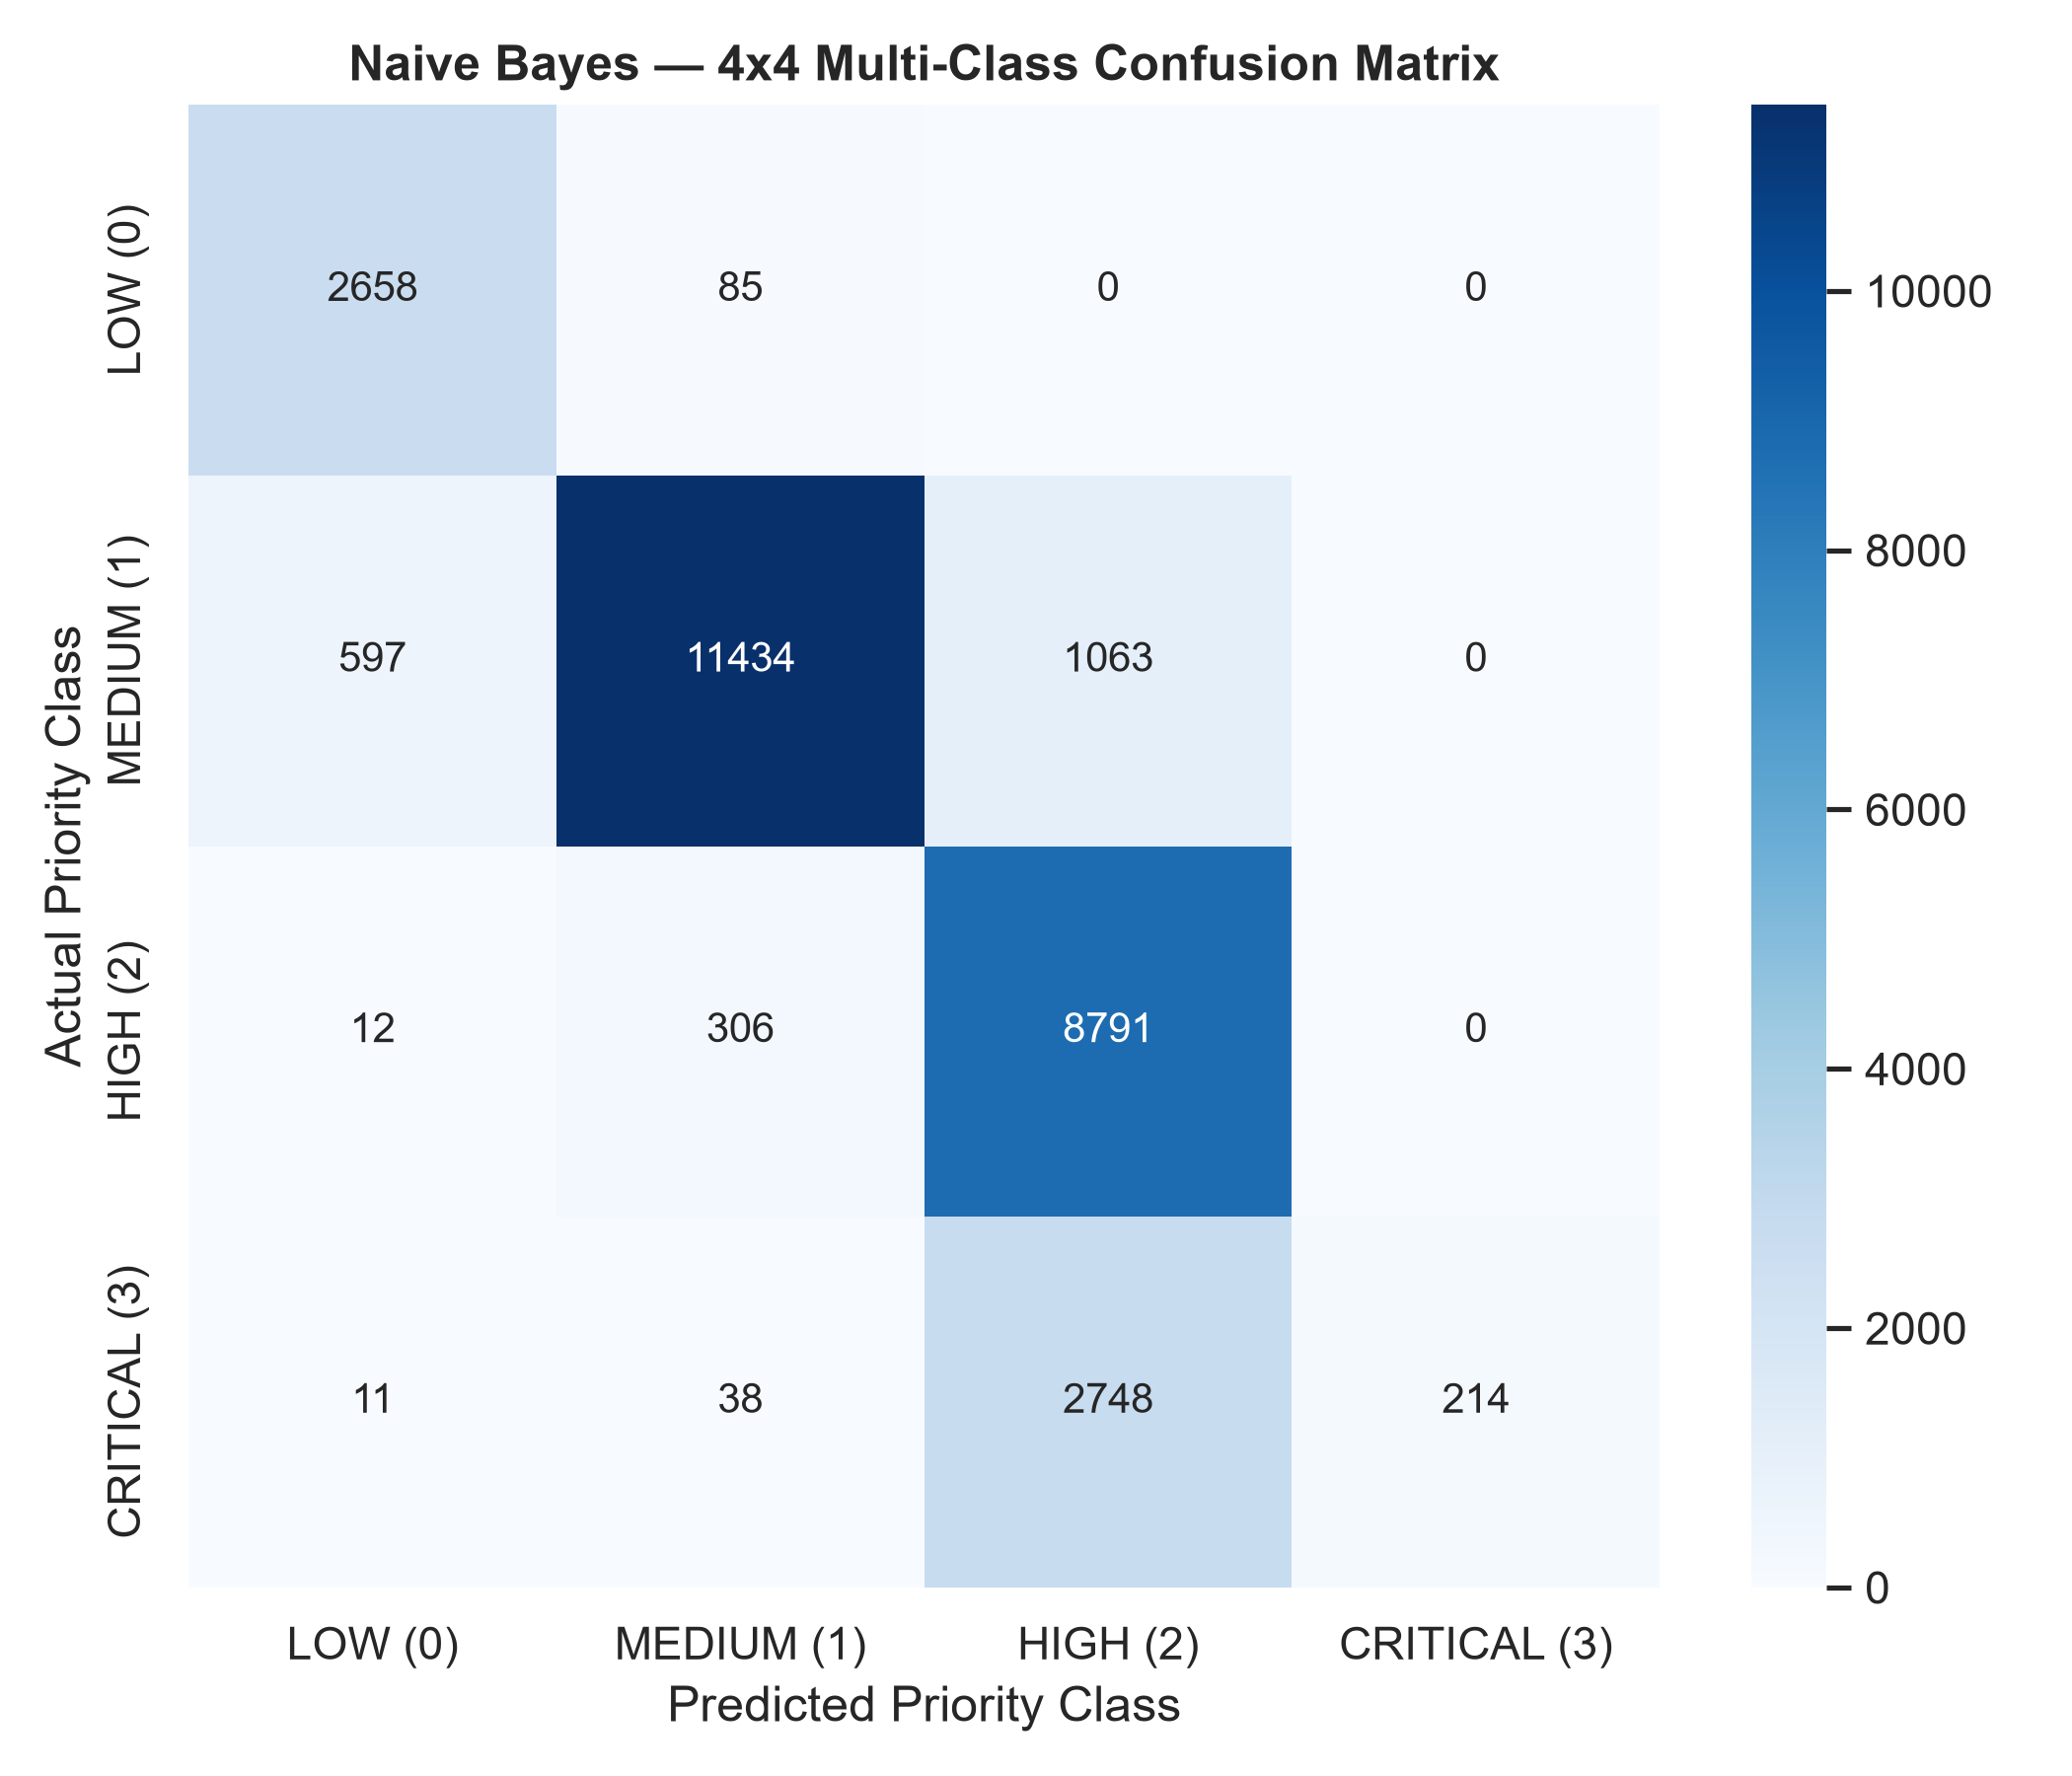 Naive Bayes — 4x4 Multi-Class Confusion Matrix
Actual Priority Class
LOW (0)
2658 85 0 0
MEDIUM (1)
597 11434 1063 0
HIGH (2)
12 306 8791 0
CRITICAL (3)
11 38 2748 214
LOW (0) MEDIUM (1) HIGH (2) CRITICAL (3)
Predicted Priority Class
10000
8000
6000
4000
2000
0